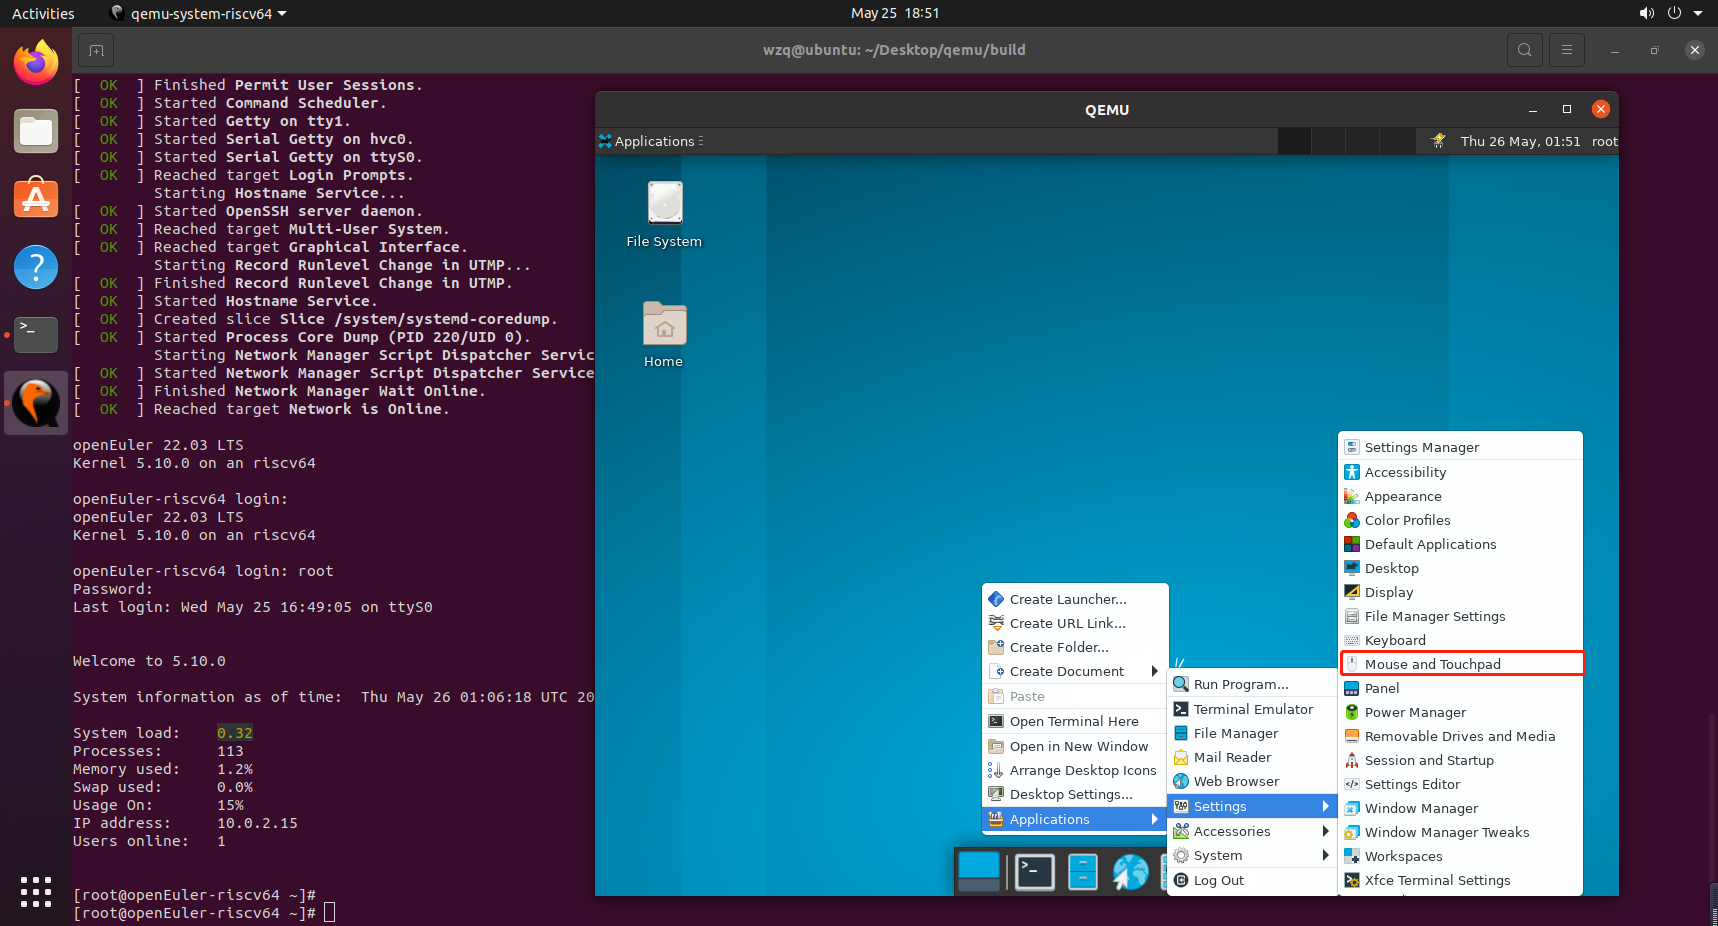 Activities
qemu-system-riscv64
May 25  18:51
wzq@ubuntu: ~/Desktop/qemu/build
[  OK  ] Finished Permit User Sessions.
[  OK  ] Started Command Scheduler.
[  OK  ] Started Getty on tty1.
[  OK  ] Started Serial Getty on hvc0.
[  OK  ] Started Serial Getty on ttyS0.
[  OK  ] Reached target Login Prompts.
         Starting Hostname Service...
[  OK  ] Started OpenSSH server daemon.
[  OK  ] Reached target Multi-User System.
[  OK  ] Reached target Graphical Interface.
         Starting Record Runlevel Change in UTMP...
[  OK  ] Finished Record Runlevel Change in UTMP.
[  OK  ] Started Hostname Service.
[  OK  ] Created slice Slice /system/systemd-coredump.
[  OK  ] Started Process Core Dump (PID 220/UID 0).
         Starting Network Manager Script Dispatcher Servic
[  OK  ] Started Network Manager Script Dispatcher Service
[  OK  ] Finished Network Manager Wait Online.
[  OK  ] Reached target Network is Online.
openEuler 22.03 LTS
Kernel 5.10.0 on an riscv64
openEuler-riscv64 login:
openEuler 22.03 LTS
Kernel 5.10.0 on an riscv64
openEuler-riscv64 login: root
Password:
Last login: Wed May 25 16:49:05 on ttyS0
Welcome to 5.10.0
System information as of time:  Thu May 26 01:06:18 UTC 20
System load:    0.32
Processes:      113
Memory used:    1.2%
Swap used:      0.0%
Usage On:       15%
IP address:     10.0.2.15
Users online:   1
[root@openEuler-riscv64 ~]#
[root@openEuler-riscv64 ~]#
QEMU
Applications
Thu 26 May, 01:51
root
File System
Home
Create Launcher...
Create URL Link...
Create Folder...
Create Document
Paste
Open Terminal Here
Open in New Window
Arrange Desktop Icons
Desktop Settings...
Applications
Run Program...
Terminal Emulator
File Manager
Mail Reader
Web Browser
Settings
Accessories
System
Log Out
Settings Manager
Accessibility
Appearance
Color Profiles
Default Applications
Desktop
Display
File Manager Settings
Keyboard
Mouse and Touchpad
Panel
Power Manager
Removable Drives and Media
Session and Startup
Settings Editor
Window Manager
Window Manager Tweaks
Workspaces
Xfce Terminal Settings